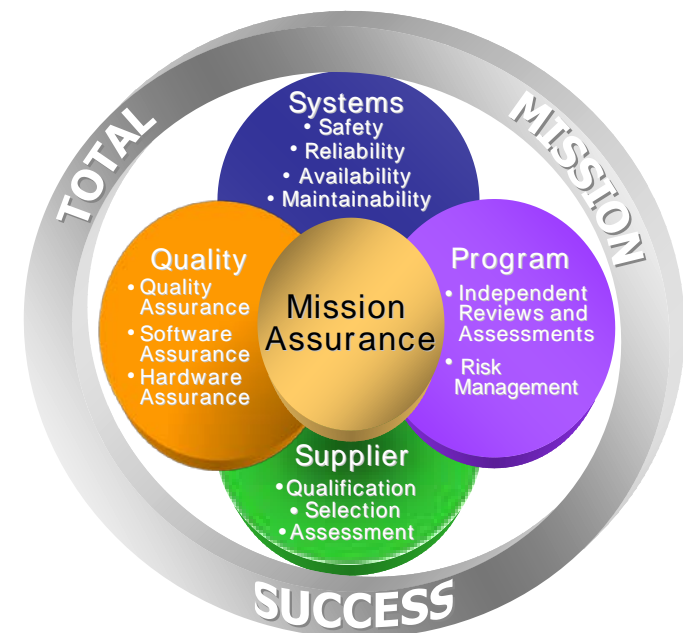 TOTAL
MISSION
SUCCESS
Systems
• Safety
• Reliability
• Availability
• Maintainability
Quality
• Quality
Assurance
• Software
Assurance
• Hardware
Assurance
Mission
Assurance
Program
• Independent
Reviews and
Assessments
• Risk
Management
Supplier
• Qualification
• Selection
• Assessment